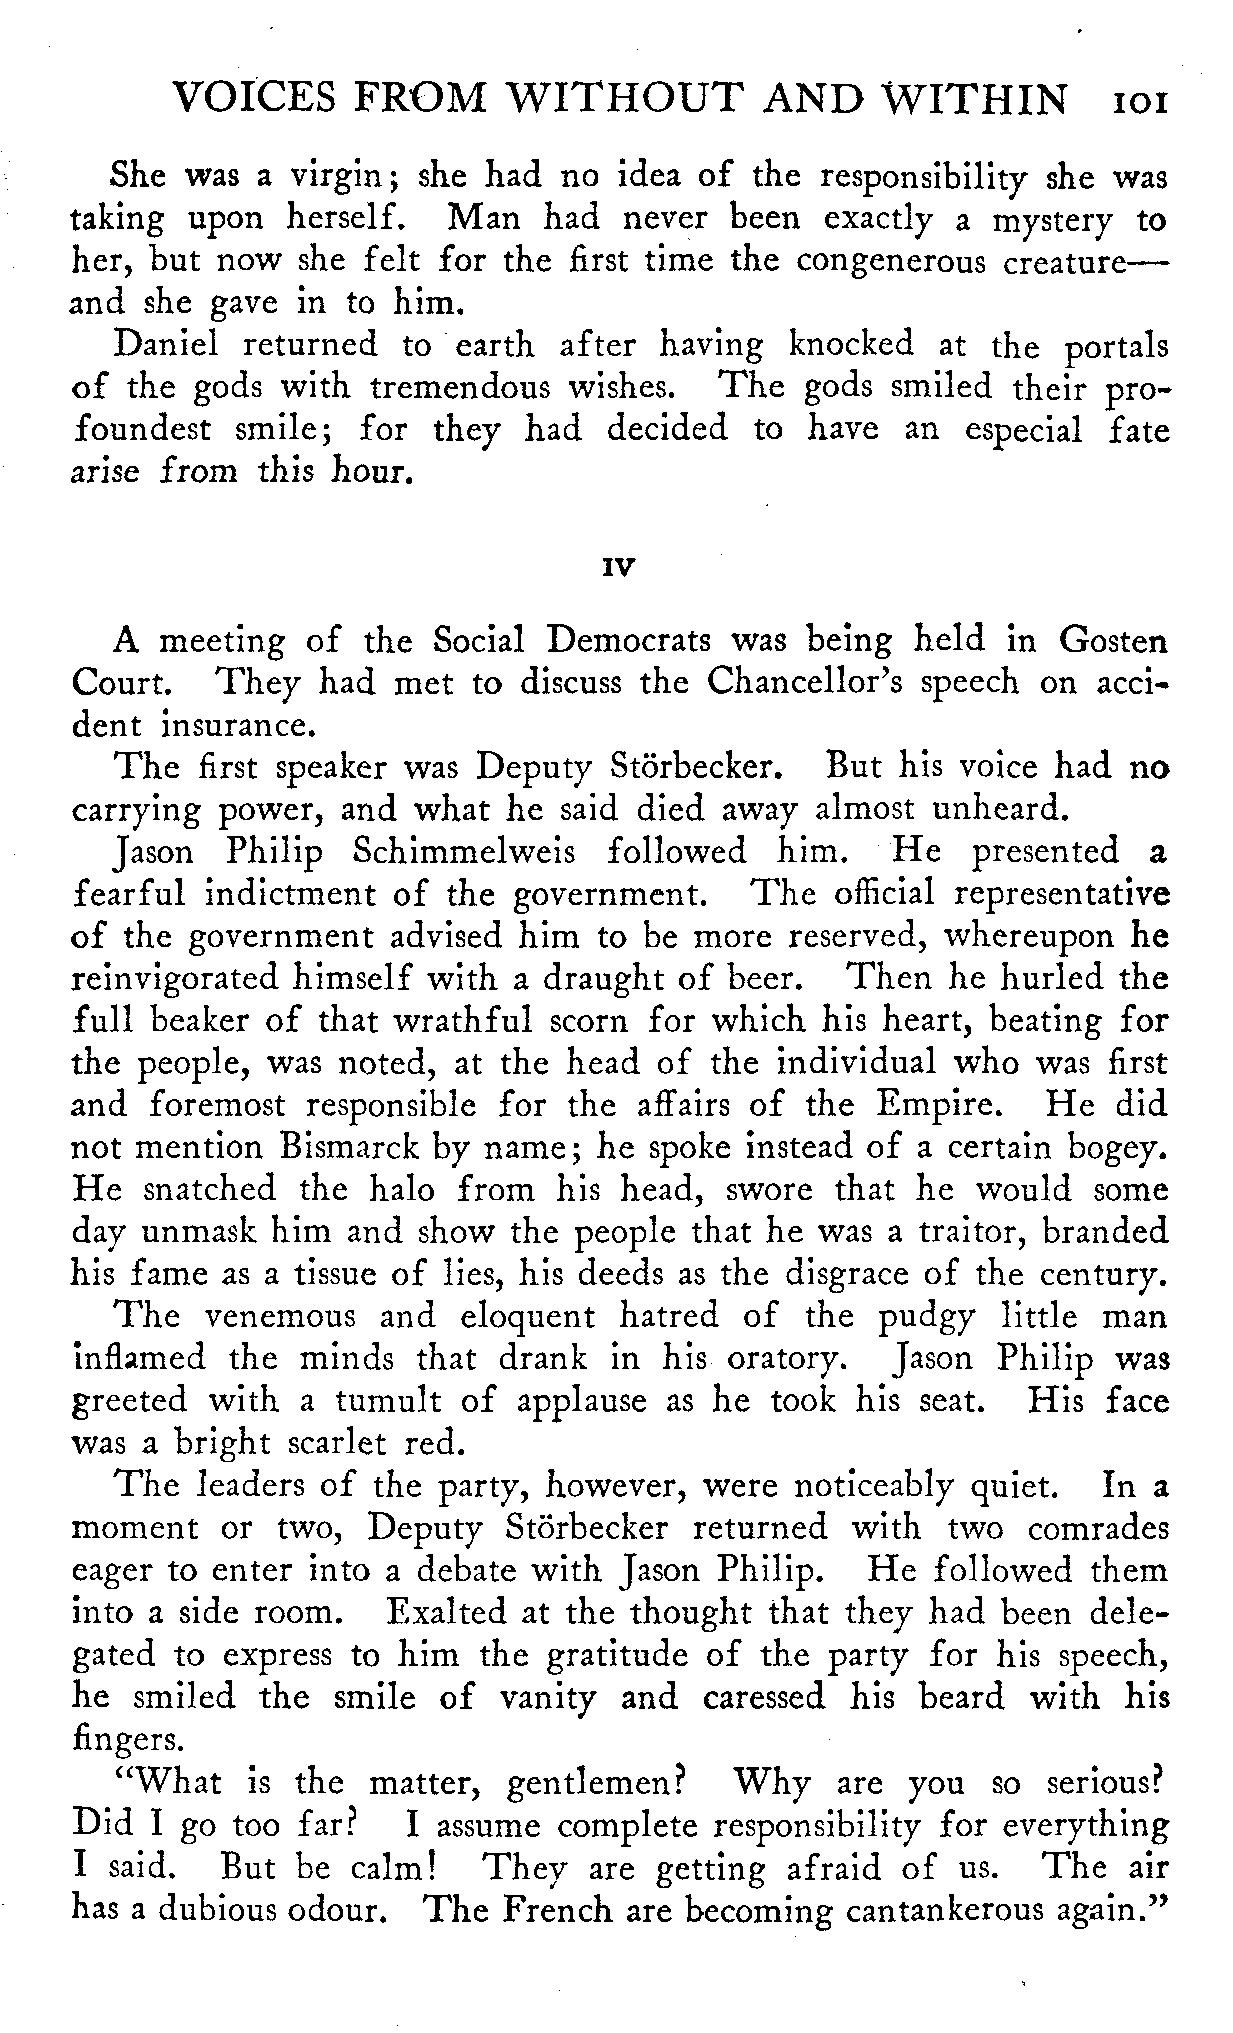 VOICES FROM WITHOUT AND WITHIN 101
She was a virgin; she had no idea of the responsibility she was
taking upon herself. Man had never been exactly a mystery to
her, but now she felt for the first time the congenerous creature—
and she gave in to him.
Daniel returned to earth after having knocked at the portals
of the gods with tremendous wishes. The gods smiled their pro-
foundest smile; for they had decided to have an especial fate
arise from this hour.
IV
A meeting of the Social Democrats was being held in Gosten
Court. They had met to discuss the Chancellor's speech on acci-
dent insurance.
The first speaker was Deputy Störbecker. But his voice had no
carrying power, and what he said died away almost unheard.
Jason Philip Schimmelweis followed him. He presented a
fearful indictment of the government. The official representative
of the government advised him to be more reserved, whereupon he
reinvigorated himself with a draught of beer. Then he hurled the
full beaker of that wrathful scorn for which his heart, beating for
the people, was noted, at the head of the individual who was first
and foremost responsible for the affairs of the Empire. He did
not mention Bismarck by name; he spoke instead of a certain bogey.
He snatched the halo from his head, swore that he would some
day unmask him and show the people that he was a traitor, branded
his fame as a tissue of lies, his deeds as the disgrace of the century.
The venemous and eloquent hatred of the pudgy little man
inflamed the minds that drank in his oratory. Jason Philip was
greeted with a tumult of applause as he took his seat. His face
was a bright scarlet red.
The leaders of the party, however, were noticeably quiet. In a
moment or two, Deputy Störbecker returned with two comrades
eager to enter into a debate with Jason Philip. He followed them
into a side room. Exalted at the thought that they had been dele-
gated to express to him the gratitude of the party for his speech,
he smiled the smile of vanity and caressed his beard with his
fingers.
"What is the matter, gentlemen? Why are you so serious?
Did I go too far? I assume complete responsibility for everything
I said. But be calm! They are getting afraid of us. The air
has a dubious odour. The French are becoming cantankerous again."